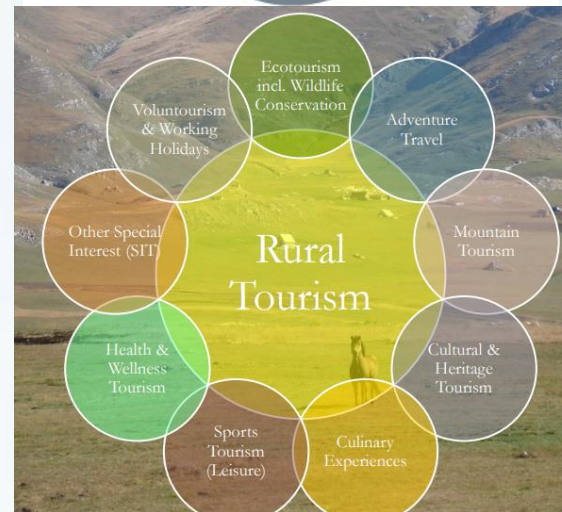 Ecotourism
incl. Wildlife
Conservation
Adventure
Travel
Mountain
Tourism
Cultural &
Heritage
Tourism
Culinary
Experiences
Sports
Tourism
(Leisure)
Health &
Wellness
Tourism
Other Special
Interest (SIT)
Voluntourism
& Working
Holidays
Rural
Tourism